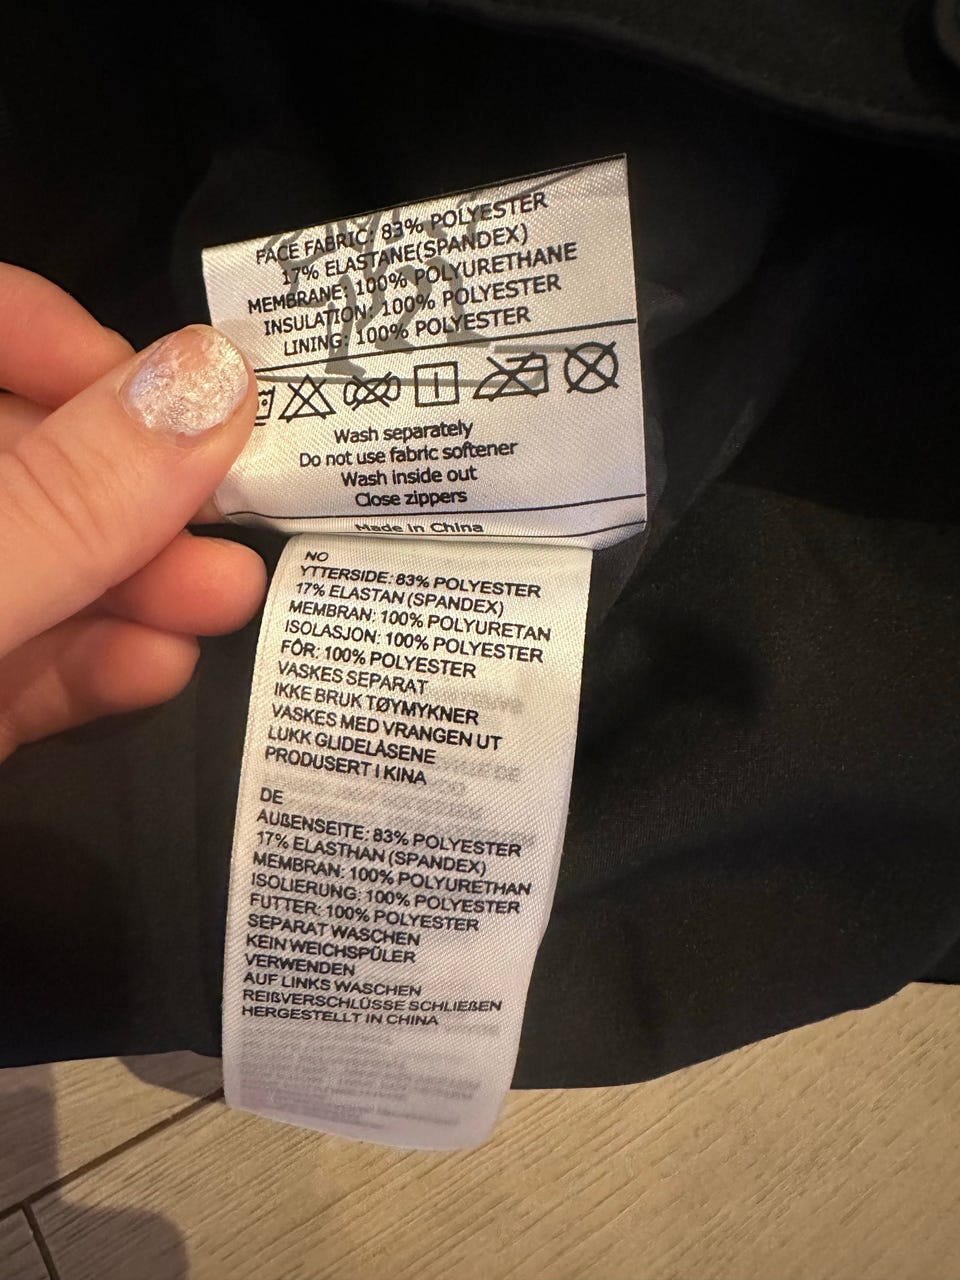 FACE FABRIC: 83% POLYESTER
17% ELASTANE(SPANDEX)
MEMBRANE: 100% POLYURETHANE
INSULATION: 100% POLYESTER
LINING: 100% POLYESTER
Wash separately
Do not use fabric softener
Wash inside out
Close zippers
Made in China
NO
YTTERSIDE: 83% POLYESTER
17% ELASTAN (SPANDEX)
MEMBRAN: 100% POLYURETAN
ISOLASJON: 100% POLYESTER
FÔR: 100% POLYESTER
VASKES SEPARAT
IKKE BRUK TØYMYKNER
VASKES MED VRANGEN UT
LUKK GLIDELÅSENE
PRODUSERT I KINA
DE
AUßENSEITE: 83% POLYESTER
17% ELASTHAN (SPANDEX)
MEMBRAN: 100% POLYURETHAN
ISOLIERUNG: 100% POLYESTER
FUTTER: 100% POLYESTER
SEPARAT WASCHEN
KEIN WEICHSPÜLER
VERWENDEN
AUF LINKS WASCHEN
REIßVERSCHLÜSSE SCHLIEßEN
HERGESTELLT IN CHINA